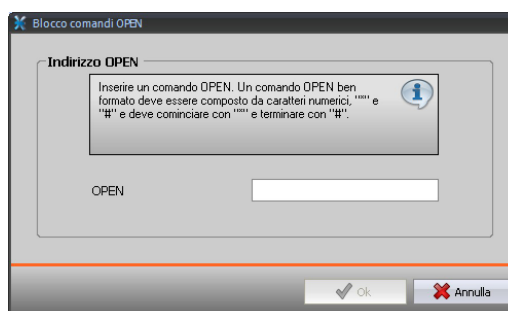 Blocco comandi OPEN
Indirizzo OPEN
Inserire un comando OPEN. Un comando OPEN ben
formato deve essere composto da caratteri numerici, "*" e
"#" e deve cominciare con "*" e terminare con "#".
OPEN
Ok
Annulla